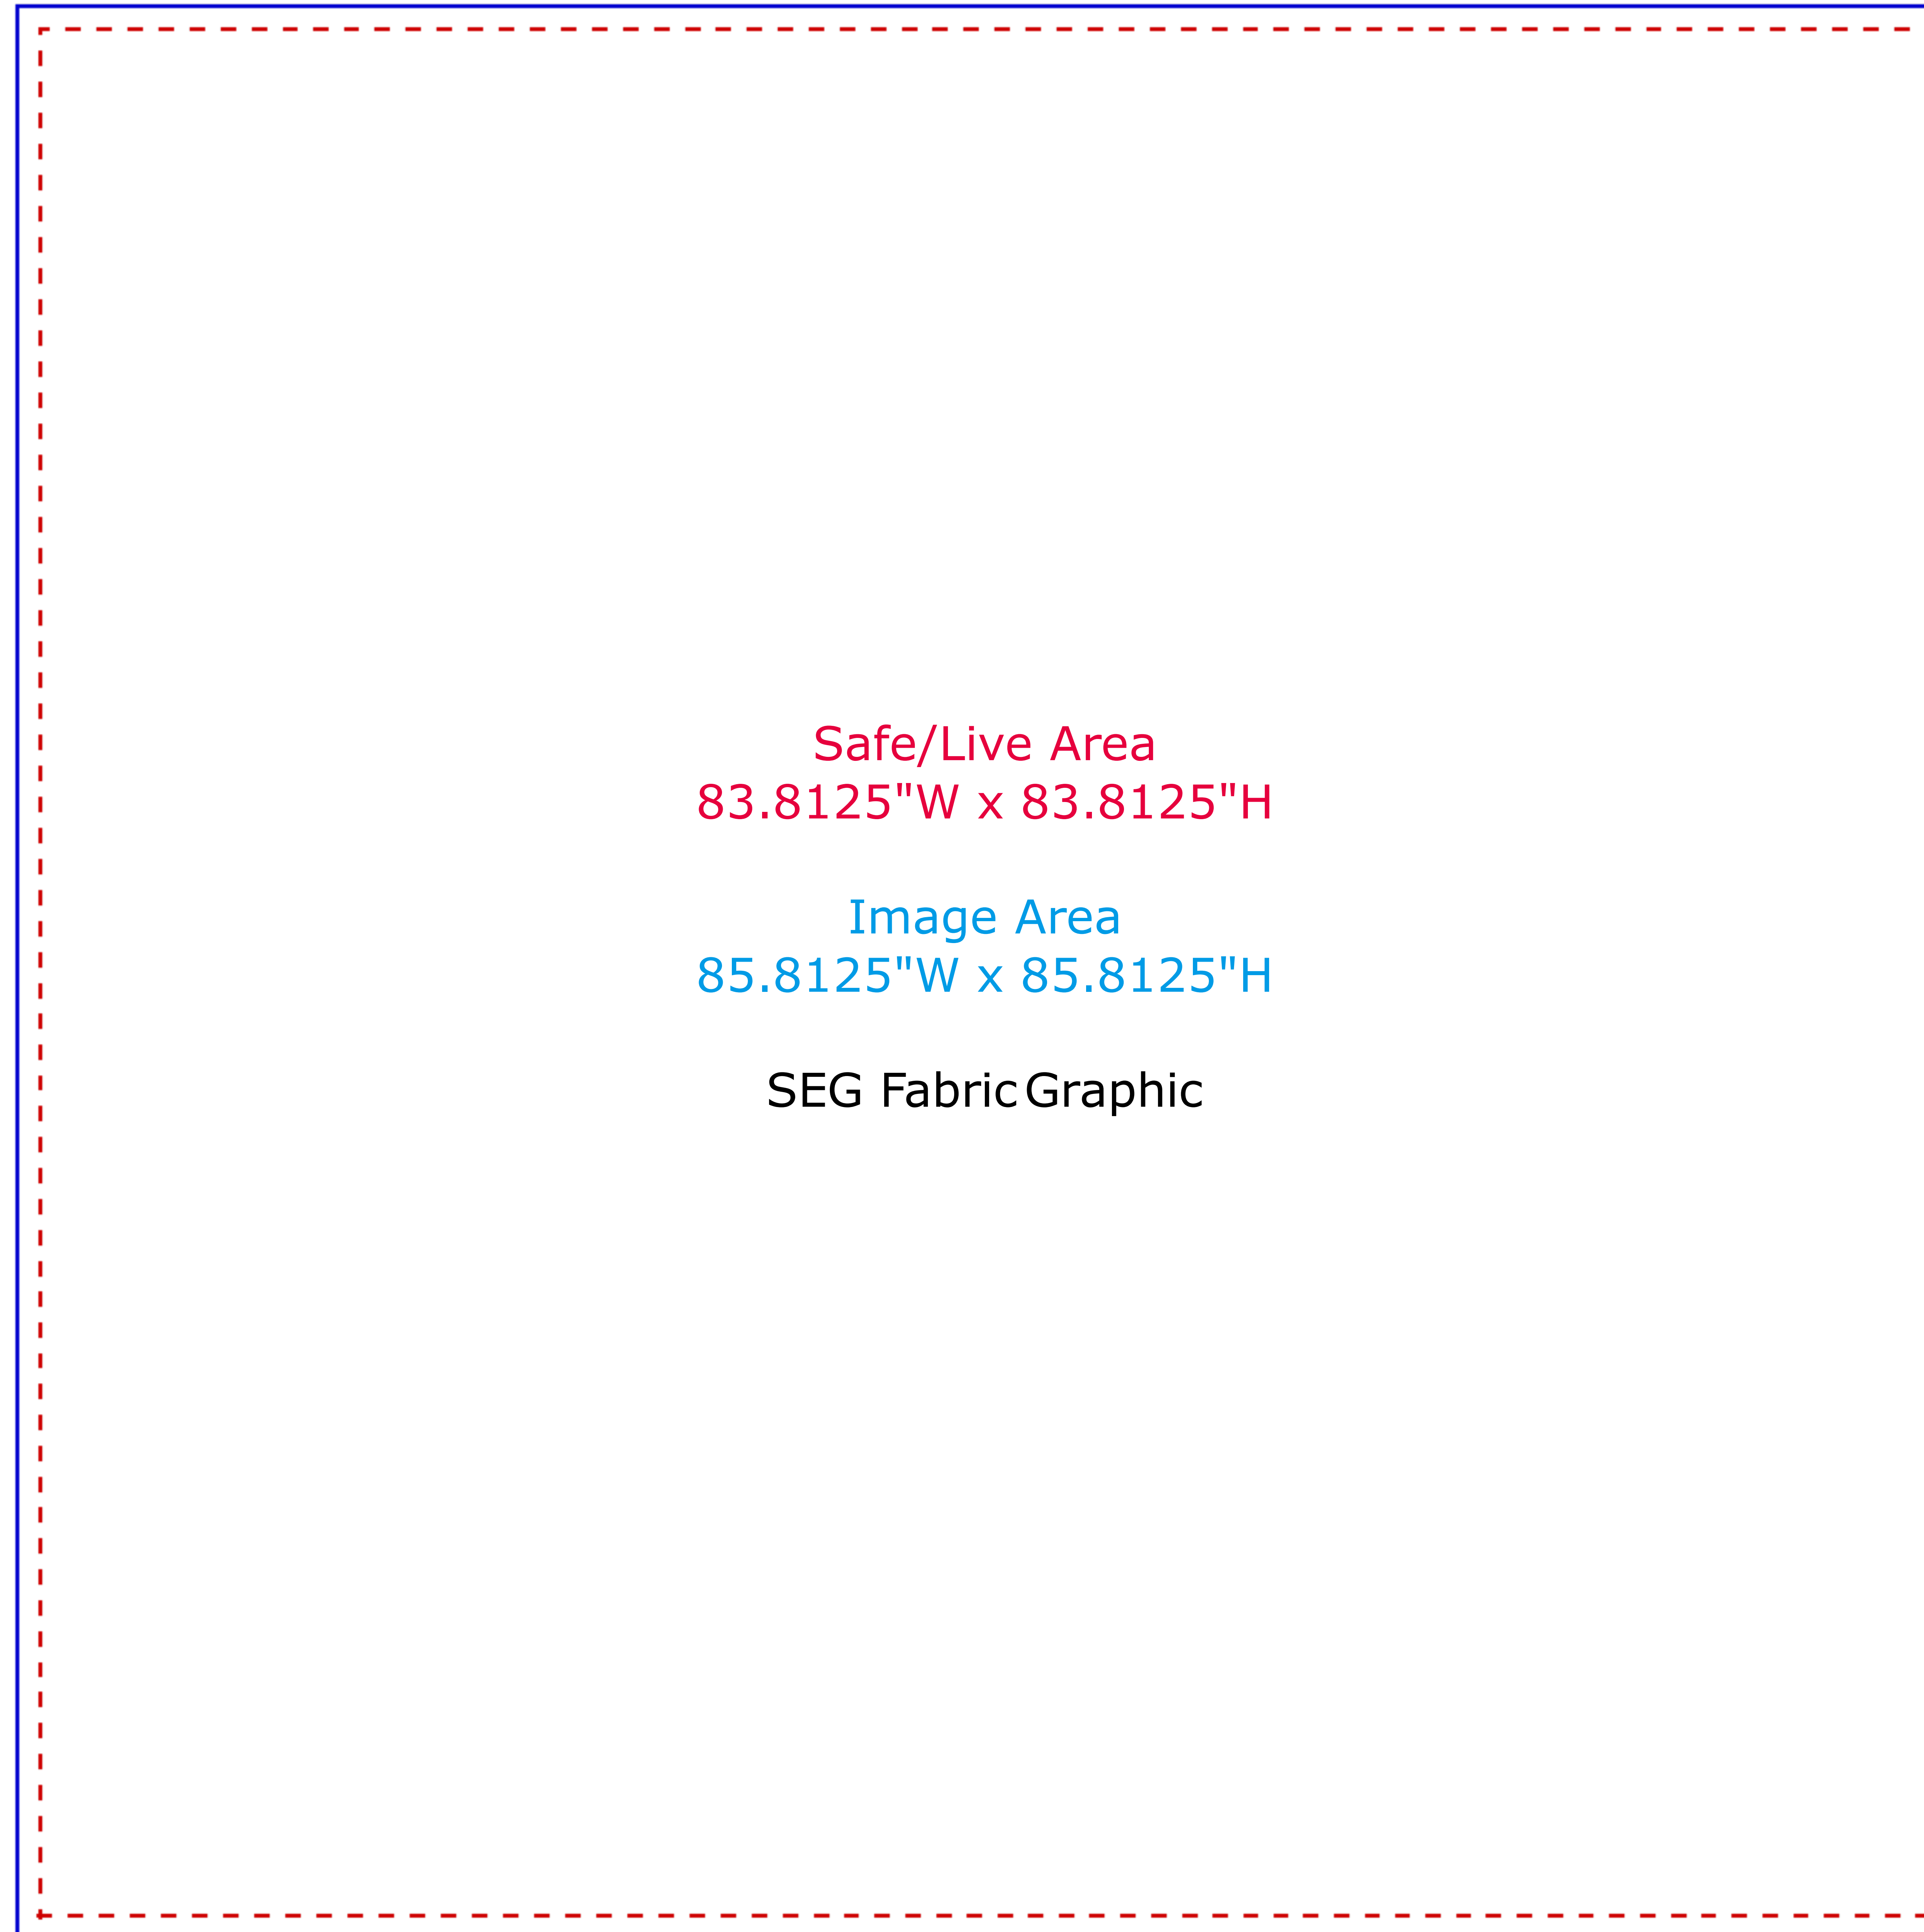 Safe/Live Area
83.8125"W x 83.8125"H
Image Area
85.8125"W x 85.8125"H
SEG Fabric Graphic